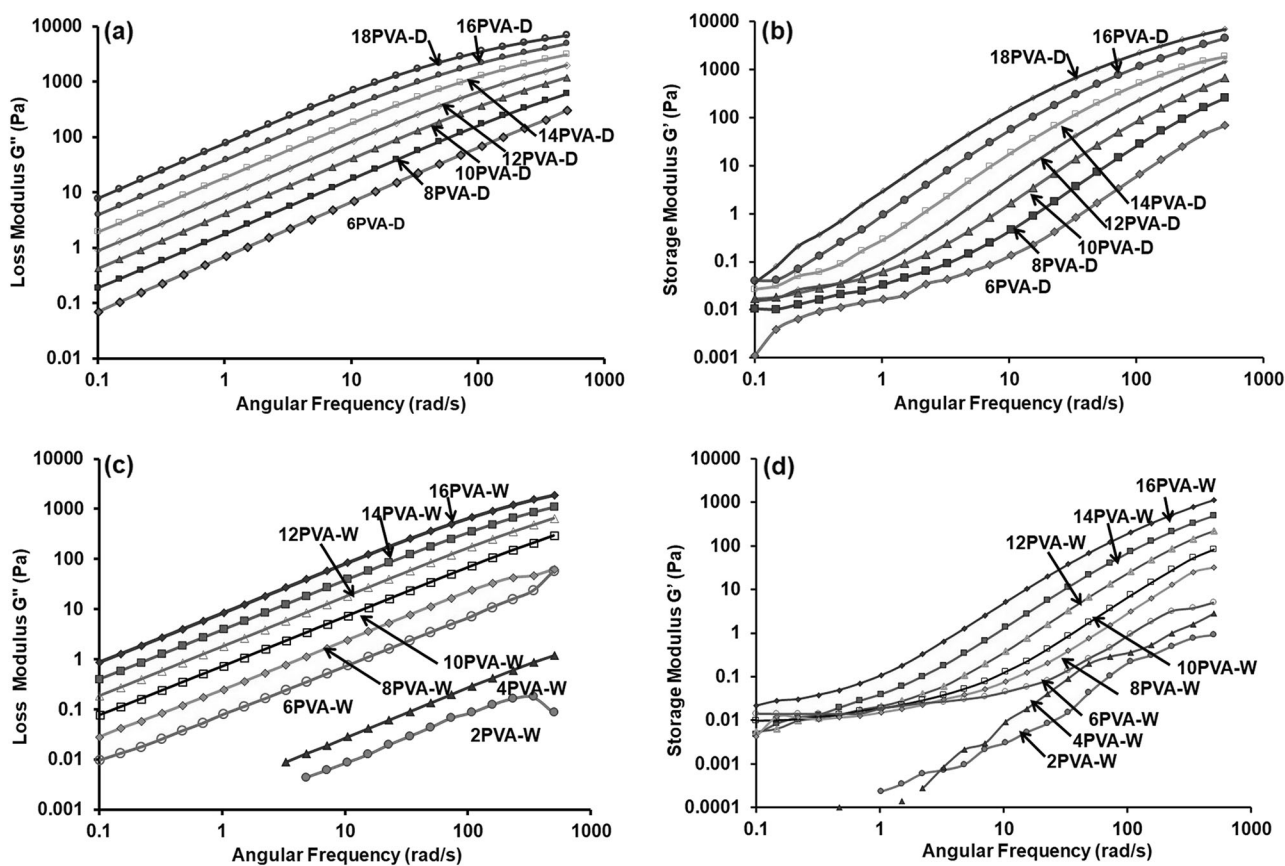 (a)
Loss Modulus G" (Pa)
10000
1000
100
10
1
0.1
0.01
0.1
1
10
100
1000
Angular Frequency (rad/s)
18PVA-D
16PVA-D
14PVA-D
12PVA-D
10PVA-D
8PVA-D
6PVA-D
(b)
Storage Modulus G' (Pa)
10000
1000
100
10
1
0.1
0.01
0.001
0.1
1
10
100
1000
Angular Frequency (rad/s)
16PVA-D
18PVA-D
14PVA-D
12PVA-D
10PVA-D
8PVA-D
6PVA-D
(c)
Loss Modulus G" (Pa)
10000
1000
100
10
1
0.1
0.01
0.001
0.1
1
10
100
1000
Angular Frequency (rad/s)
16PVA-W
14PVA-W
12PVA-W
10PVA-W
8PVA-W
4PVA-W
6PVA-W
2PVA-W
(d)
Storage Modulus G' (Pa)
10000
1000
100
10
1
0.1
0.01
0.001
0.0001
0.1
1
10
100
1000
Angular Frequency (rad/s)
16PVA-W
14PVA-W
12PVA-W
10PVA-W
8PVA-W
6PVA-W
4PVA-W
2PVA-W